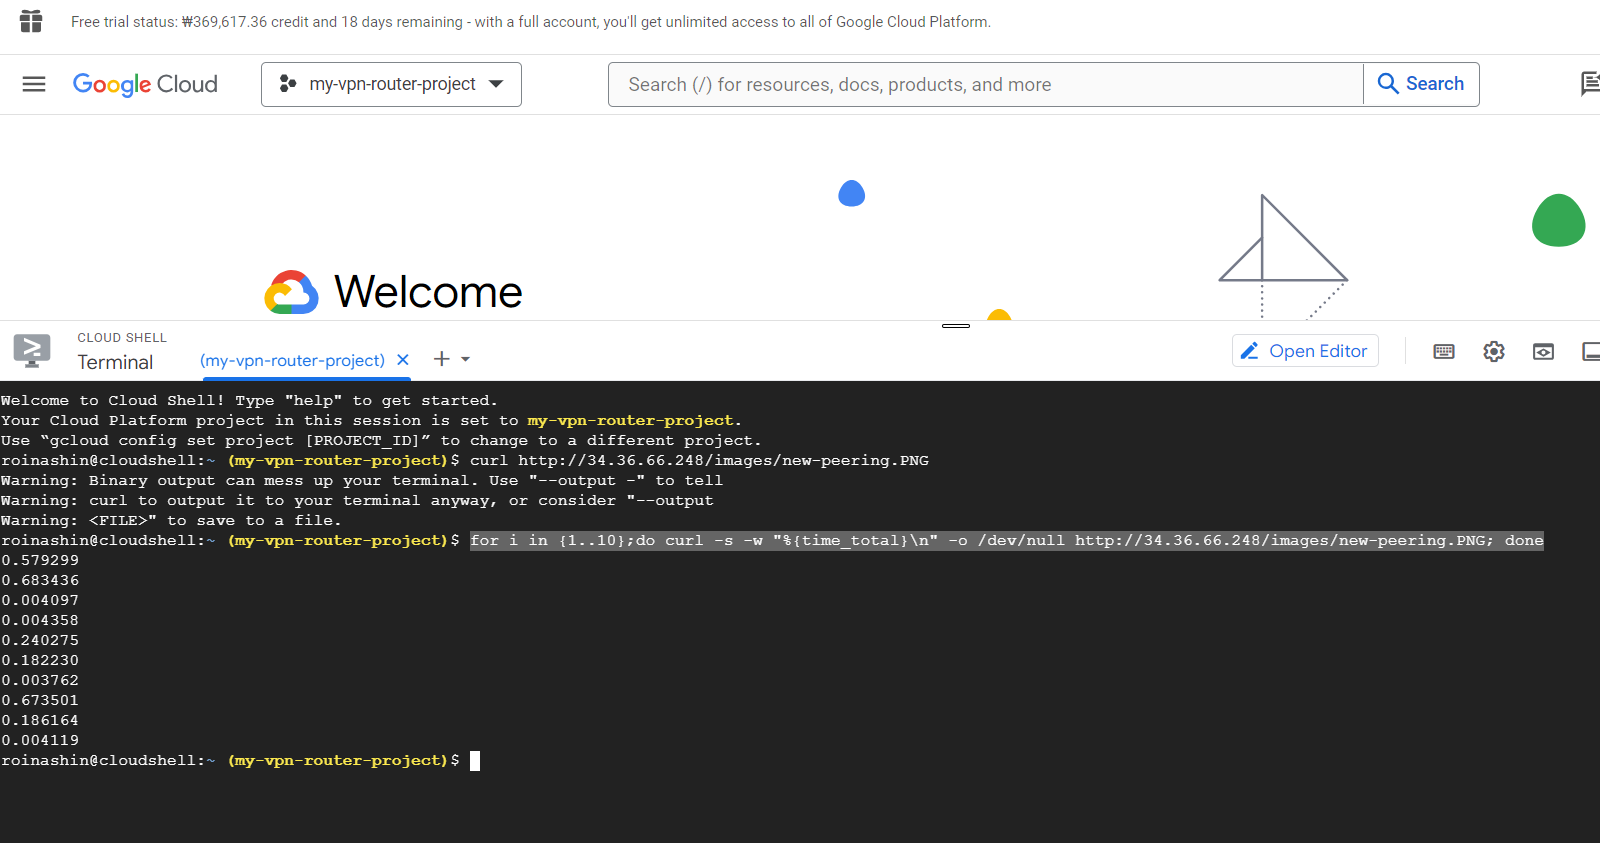 Free trial status: ₩369,617.36 credit and 18 days remaining - with a full account, you'll get unlimited access to all of Google Cloud Platform.
Google Cloud
my-vpn-router-project
Search (/) for resources, docs, products, and more
Search
Welcome
CLOUD SHELL
Terminal
(my-vpn-router-project)
Open Editor
Welcome to Cloud Shell! Type "help" to get started.
Your Cloud Platform project in this session is set to my-vpn-router-project.
Use “gcloud config set project [PROJECT_ID]” to change to a different project.
roinashin@cloudshell:~ (my-vpn-router-project)$ curl http://34.36.66.248/images/new-peering.PNG
Warning: Binary output can mess up your terminal. Use "--output -" to tell
Warning: curl to output it to your terminal anyway, or consider "--output
Warning: <FILE>" to save to a file.
roinashin@cloudshell:~ (my-vpn-router-project)$ for i in {1..10};do curl -s -w "%{time_total}\n" -o /dev/null http://34.36.66.248/images/new-peering.PNG; done
0.579299
0.683436
0.004097
0.004358
0.240275
0.182230
0.003762
0.673501
0.186164
0.004119
roinashin@cloudshell:~ (my-vpn-router-project)$